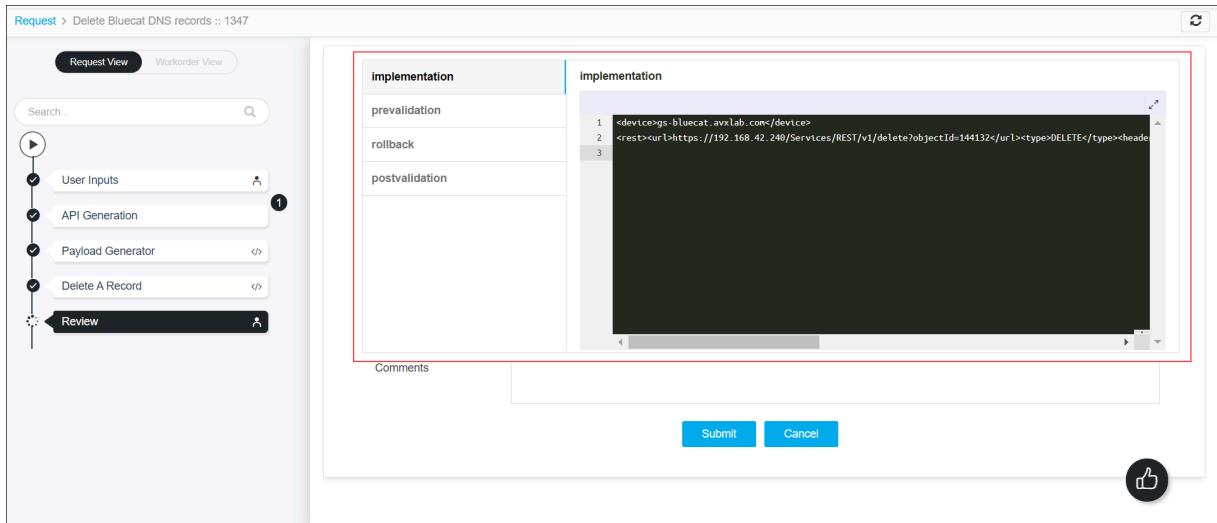 Request > Delete Bluecat DNS records :: 1347
Request View
Workorder View
Search...
User Inputs
1
API Generation
Payload Generator
</>
Delete A Record
</>
Review
implementation
prevalidation
rollback
postvalidation
implementation
1 <device>gs-bluecat.avxlab.com</device>
2 <rest><url>https://192.168.42.240/Services/REST/v1/delete?objectId=144132</url><type>DELETE</type><heade
3
Comments
Submit
Cancel